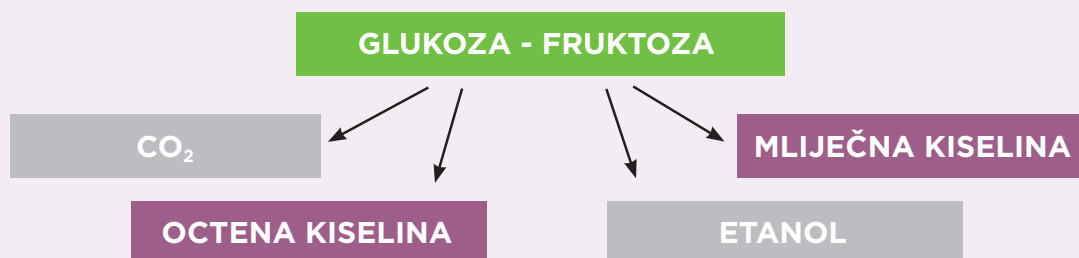 GLUKOZA - FRUKTOZA
CO₂
MLIJEČNA KISELINA
OCTENA KISELINA
ETANOL